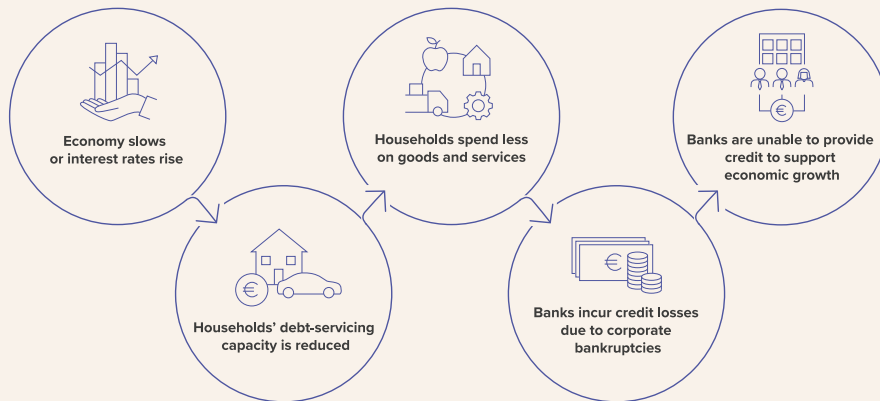 Economy slows
or interest rates rise
€
Households’ debt-servicing
capacity is reduced
Households spend less
on goods and services
€
Banks incur credit losses
due to corporate
bankruptcies
€
Banks are unable to provide
credit to support
economic growth